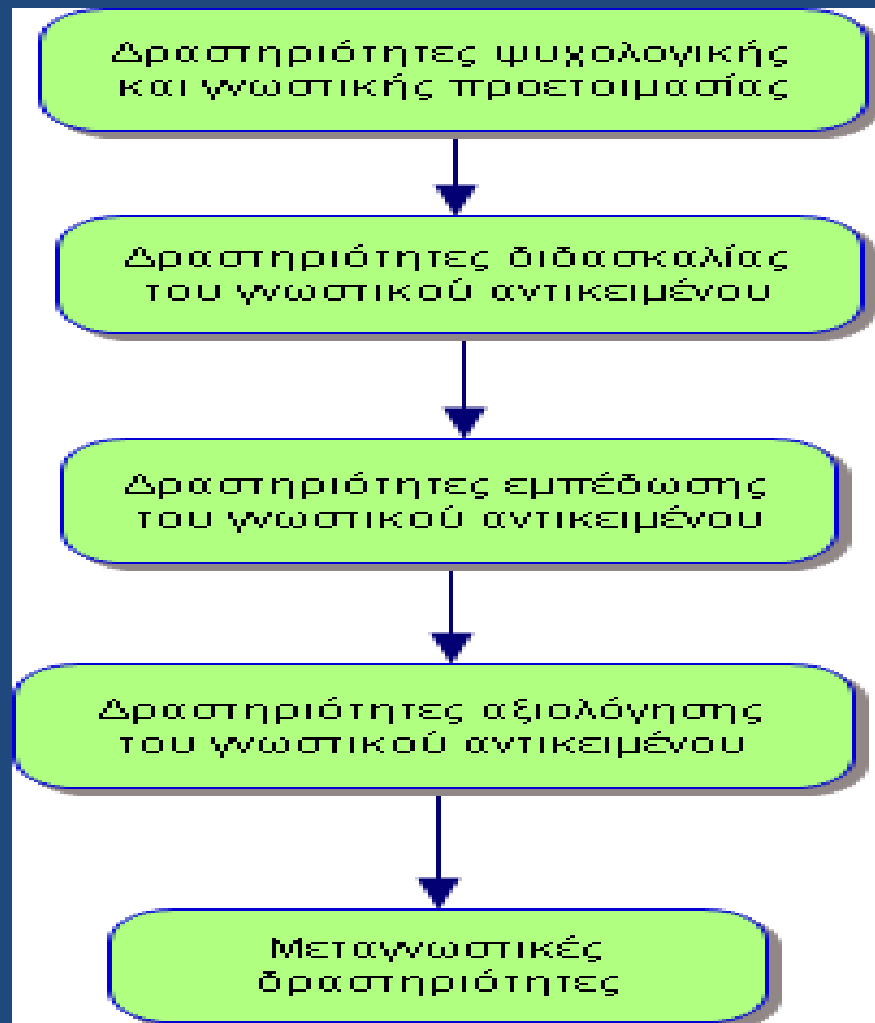 Δραστηριότητες ψυχολογικής
και γνωστικής προετοιμασίας
Δραστηριότητες διδασκαλίας
του γνωστικού αντικειμένου
Δραστηριότητες εμπέδωσης
του γνωστικού αντικειμένου
Δραστηριότητες αξιολόγησης
του γνωστικού αντικειμένου
Μεταγνωστικές
δραστηριότητες